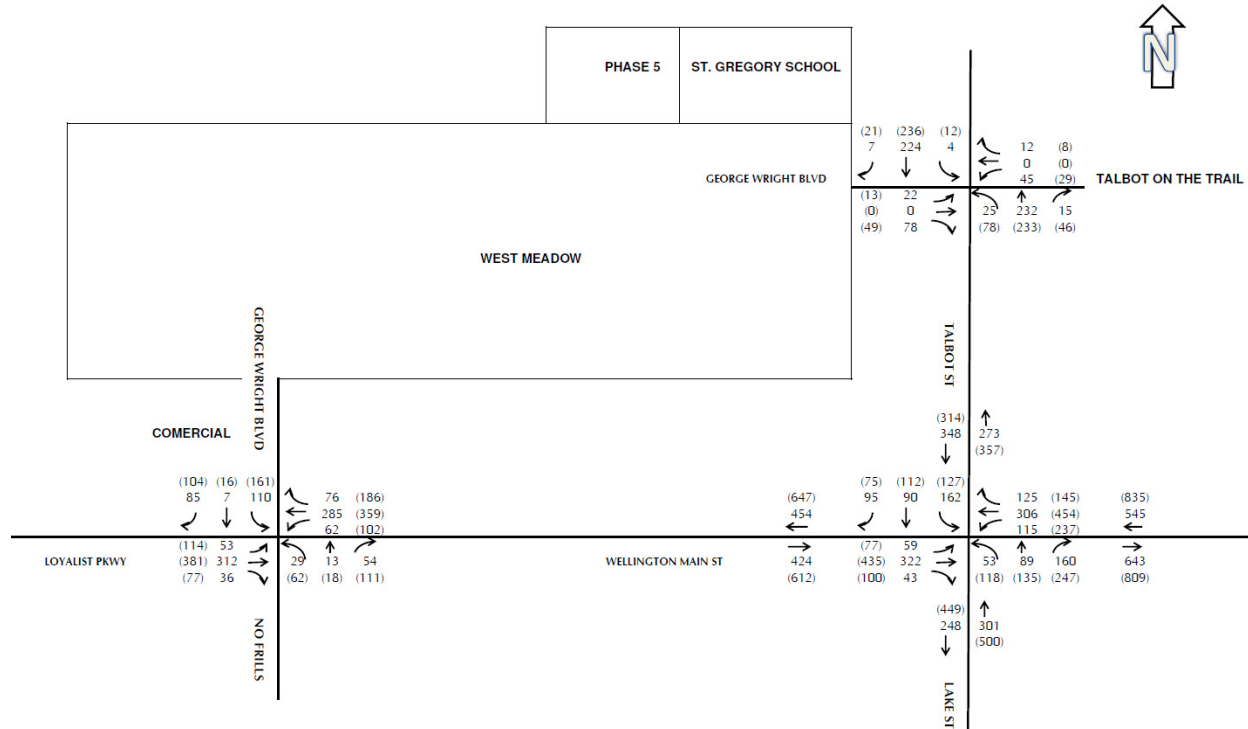 N
PHASE 5 ST. GREGORY SCHOOL
(21) (236) (12)
7 224 4 12 (8)
0 (0)
GEORGE WRIGHT BLVD 45 (29) TALBOT ON THE TRAIL
(13) 22
(0) 0 25 232 15
(49) 78 (78) (233) (46)
WEST MEADOW
GEORGE WRIGHT BLVD
TALBOT ST
(314)
COMERCIAL 348 273
(357)
(104) (16) (161) (75) (112) (127)
85 7 110 76 (186) (647) 95 90 162 125 (145) (835)
285 (359) 454 306 (454) 545
62 (102) 115 (237)
(114) 53 (77) 59
LOYALIST PKWY (381) 312 29 13 54 WELLINGTON MAIN ST 424 (435) 322 53 89 160 643
(77) 36 (62) (18) (111) (612) (100) 43 (118) (135) (247) (809)
(449)
248 301
(500)
NO FRILLS
LAKE ST